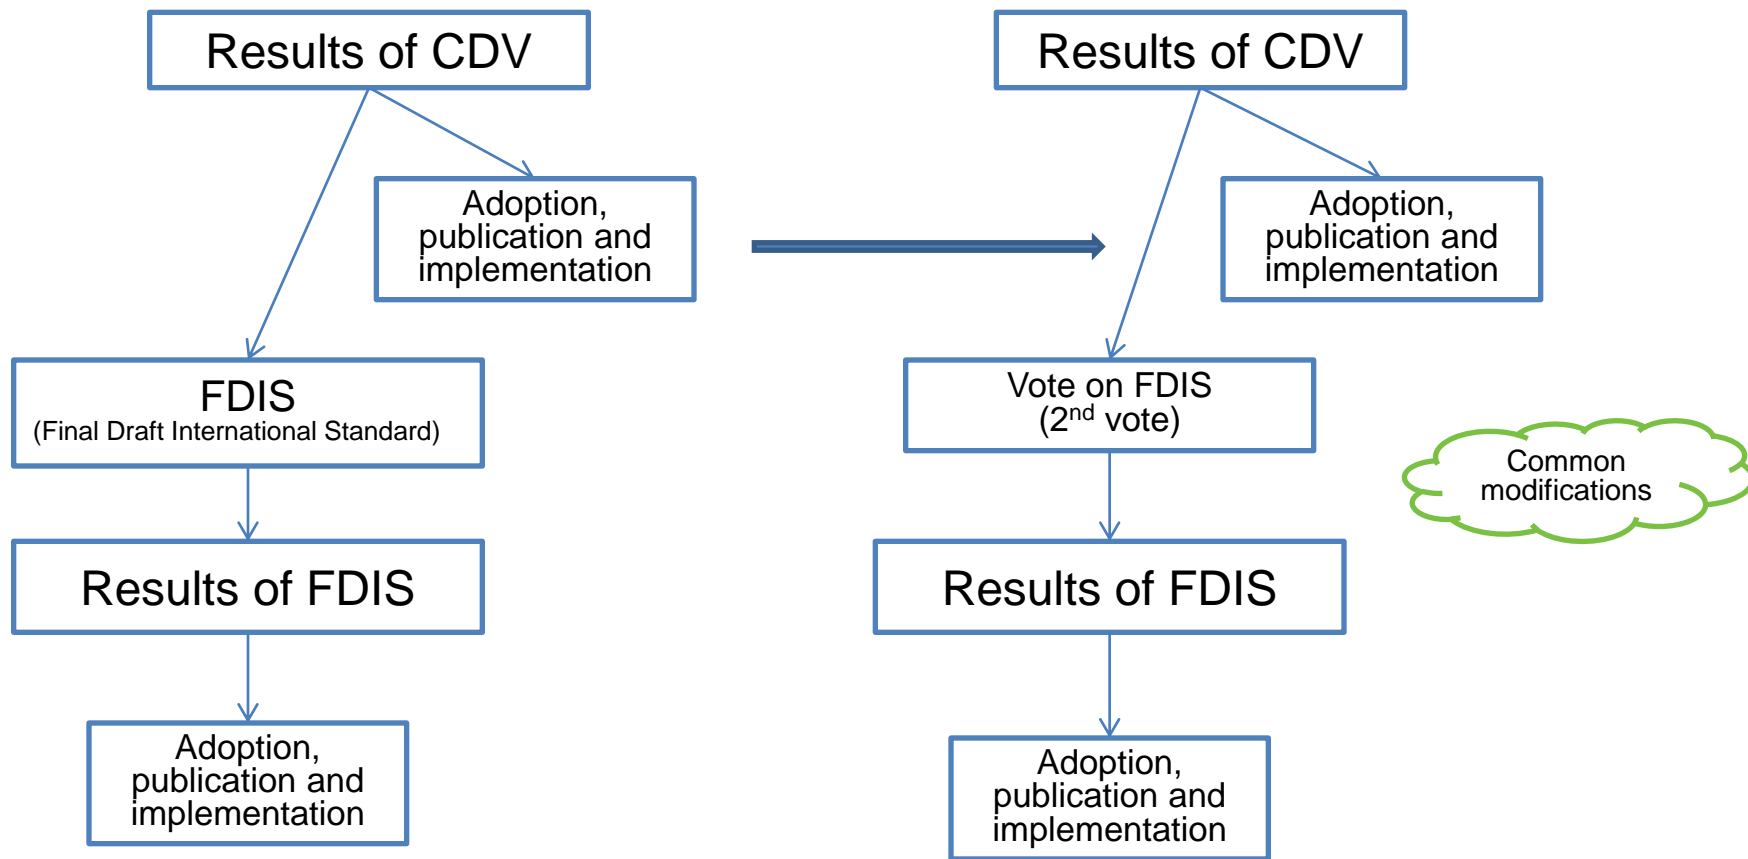 Results of CDV
Adoption,
publication and
implementation
FDIS
(Final Draft International Standard)
Results of FDIS
Adoption,
publication and
implementation
Results of CDV
Adoption,
publication and
implementation
Vote on FDIS
(2nd vote)
Common
modifications
Results of FDIS
Adoption,
publication and
implementation